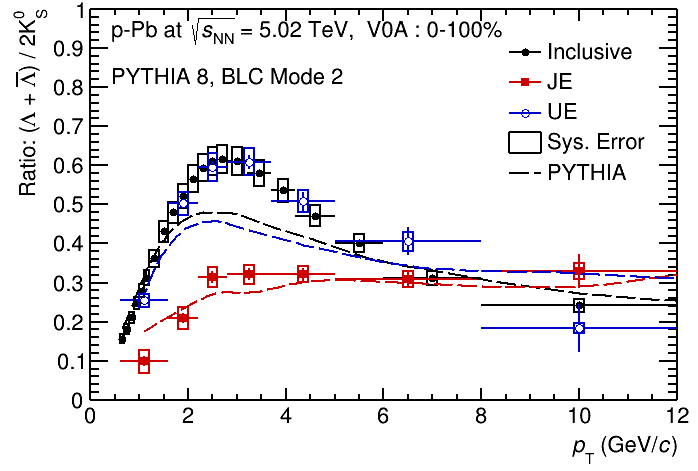 p-Pb at √sNN = 5.02 TeV, V0A : 0-100%
PYTHIA 8, BLC Mode 2
Inclusive
JE
UE
Sys. Error
PYTHIA
Ratio: (Λ + Λ̅) / 2K⁰S
1
0.9
0.8
0.7
0.6
0.5
0.4
0.3
0.2
0.1
0
0 2 4 6 8 10 12
pT (GeV/c)